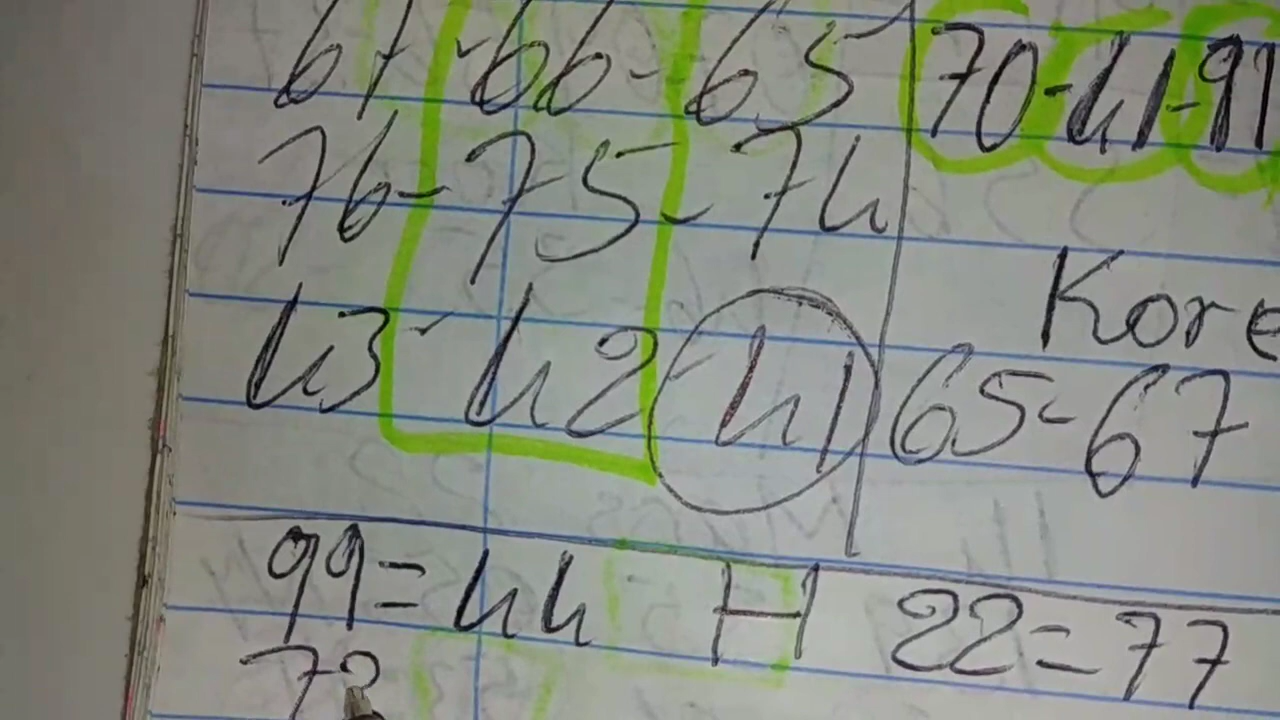 67-66-65 70-41-91
76-75-74
Kore
43-42-41 65-67
99=44 H 22=77
73